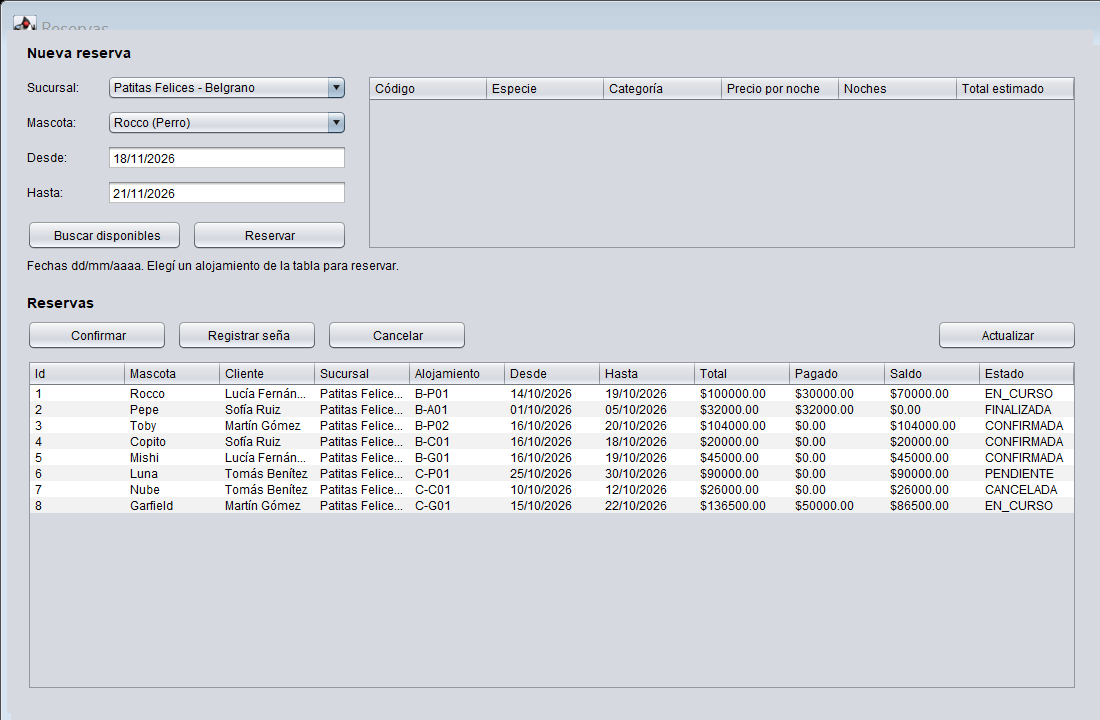 Reservas
Nueva reserva
Sucursal: Patitas Felices - Belgrano
Mascota: Rocco (Perro)
Desde: 18/11/2026
Hasta: 21/11/2026
Buscar disponibles Reservar
Código Especie Categoría Precio por noche Noches Total estimado
Fechas dd/mm/aaaa. Elegí un alojamiento de la tabla para reservar.
Reservas
Confirmar Registrar seña Cancelar Actualizar
Id Mascota Cliente Sucursal Alojamiento Desde Hasta Total Pagado Saldo Estado
1 Rocco Lucía Fernán... Patitas Felice... B-P01 14/10/2026 19/10/2026 $100000.00 $30000.00 $70000.00 EN_CURSO
2 Pepe Sofía Ruiz Patitas Felice... B-A01 01/10/2026 05/10/2026 $32000.00 $32000.00 $0.00 FINALIZADA
3 Toby Martín Gómez Patitas Felice... B-P02 16/10/2026 20/10/2026 $104000.00 $0.00 $104000.00 CONFIRMADA
4 Copito Sofía Ruiz Patitas Felice... B-C01 16/10/2026 18/10/2026 $20000.00 $0.00 $20000.00 CONFIRMADA
5 Mishi Lucía Fernán... Patitas Felice... B-G01 16/10/2026 19/10/2026 $45000.00 $0.00 $45000.00 CONFIRMADA
6 Luna Tomás Benítez Patitas Felice... C-P01 25/10/2026 30/10/2026 $90000.00 $0.00 $90000.00 PENDIENTE
7 Nube Tomás Benítez Patitas Felice... C-C01 10/10/2026 12/10/2026 $26000.00 $0.00 $26000.00 CANCELADA
8 Garfield Martín Gómez Patitas Felice... C-G01 15/10/2026 22/10/2026 $136500.00 $50000.00 $86500.00 EN_CURSO